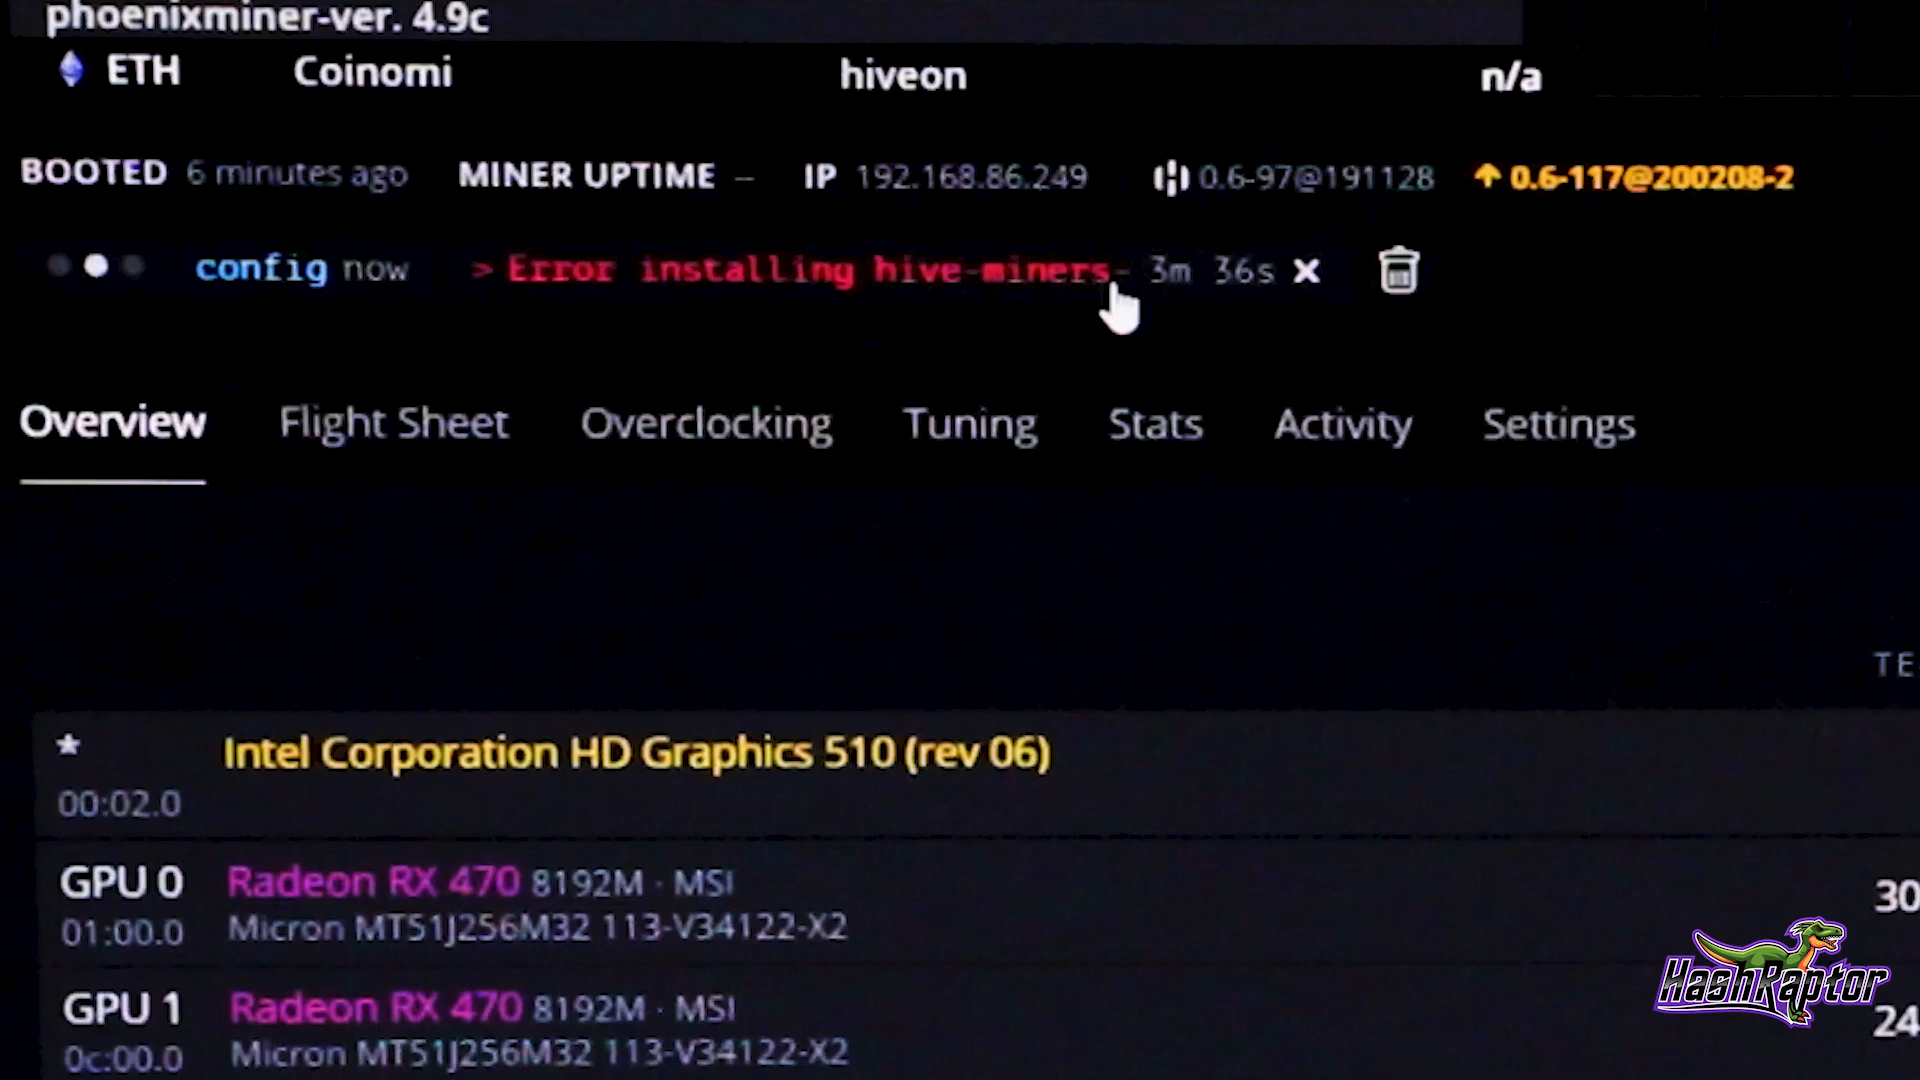 phoenixminer-ver. 4.9c
ETH Coinomi hiveon n/a
BOOTED 6 minutes ago MINER UPTIME – IP 192.168.86.249 0.6-97@191128 0.6-117@200208-2
config now > Error installing hive-miners- 3m 36s
Overview Flight Sheet Overclocking Tuning Stats Activity Settings
TE
* Intel Corporation HD Graphics 510 (rev 06)
00:02.0
GPU 0 Radeon RX 470 8192M · MSI 30
01:00.0 Micron MT51J256M32 113-V34122-X2
HashRaptor
GPU 1 Radeon RX 470 8192M · MSI 24
0c:00.0 Micron MT51J256M32 113-V34122-X2